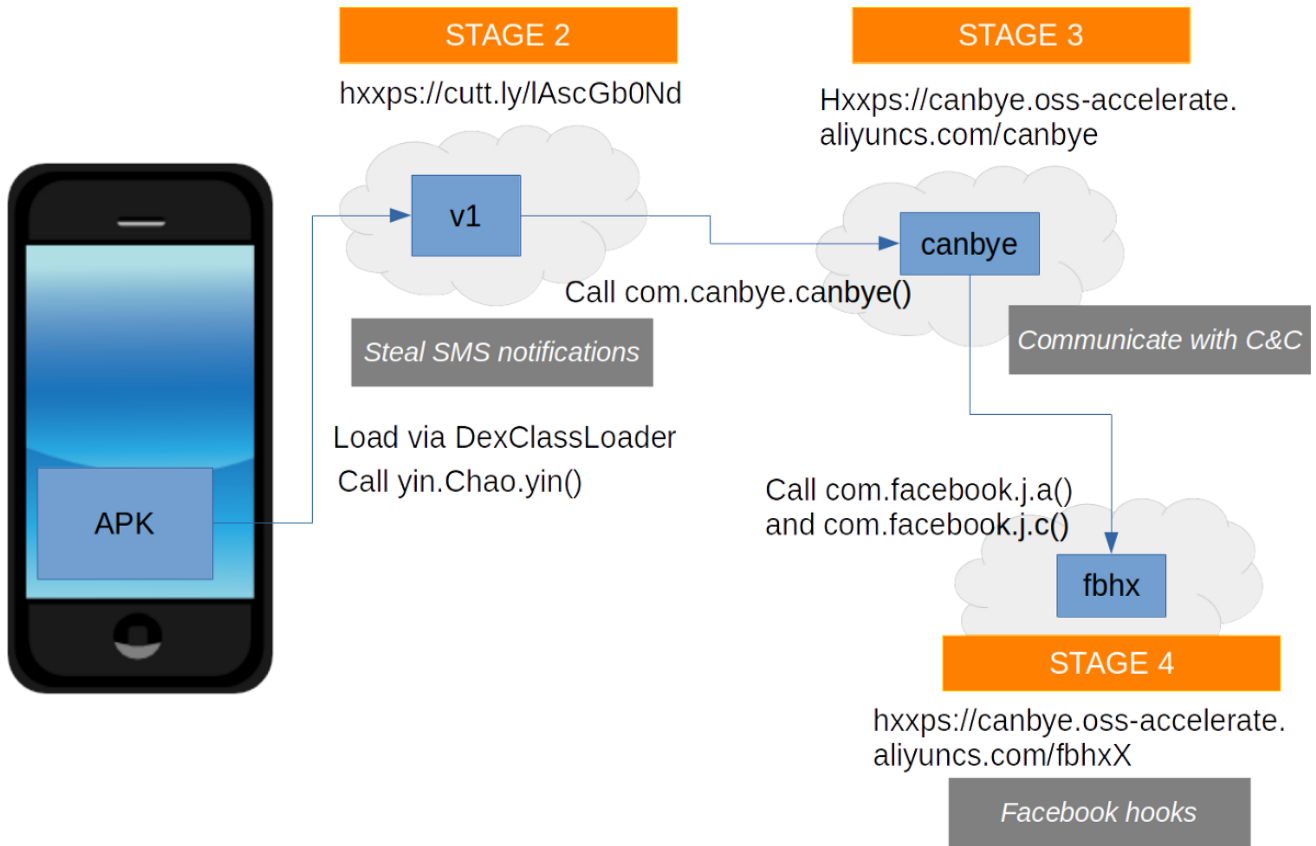 STAGE 2
hxxps://cutt.ly/lAscGb0Nd
v1
Steal SMS notifications
Load via DexClassLoader
Call yin.Chao.yin()
APK
STAGE 3
Hxxps://canbye.oss-accelerate.
aliyuncs.com/canbye
canbye
Call com.canbye.canbye()
Communicate with C&C
Call com.facebook.j.a()
and com.facebook.j.c()
fbhx
STAGE 4
hxxps://canbye.oss-accelerate.
aliyuncs.com/fbhxX
Facebook hooks